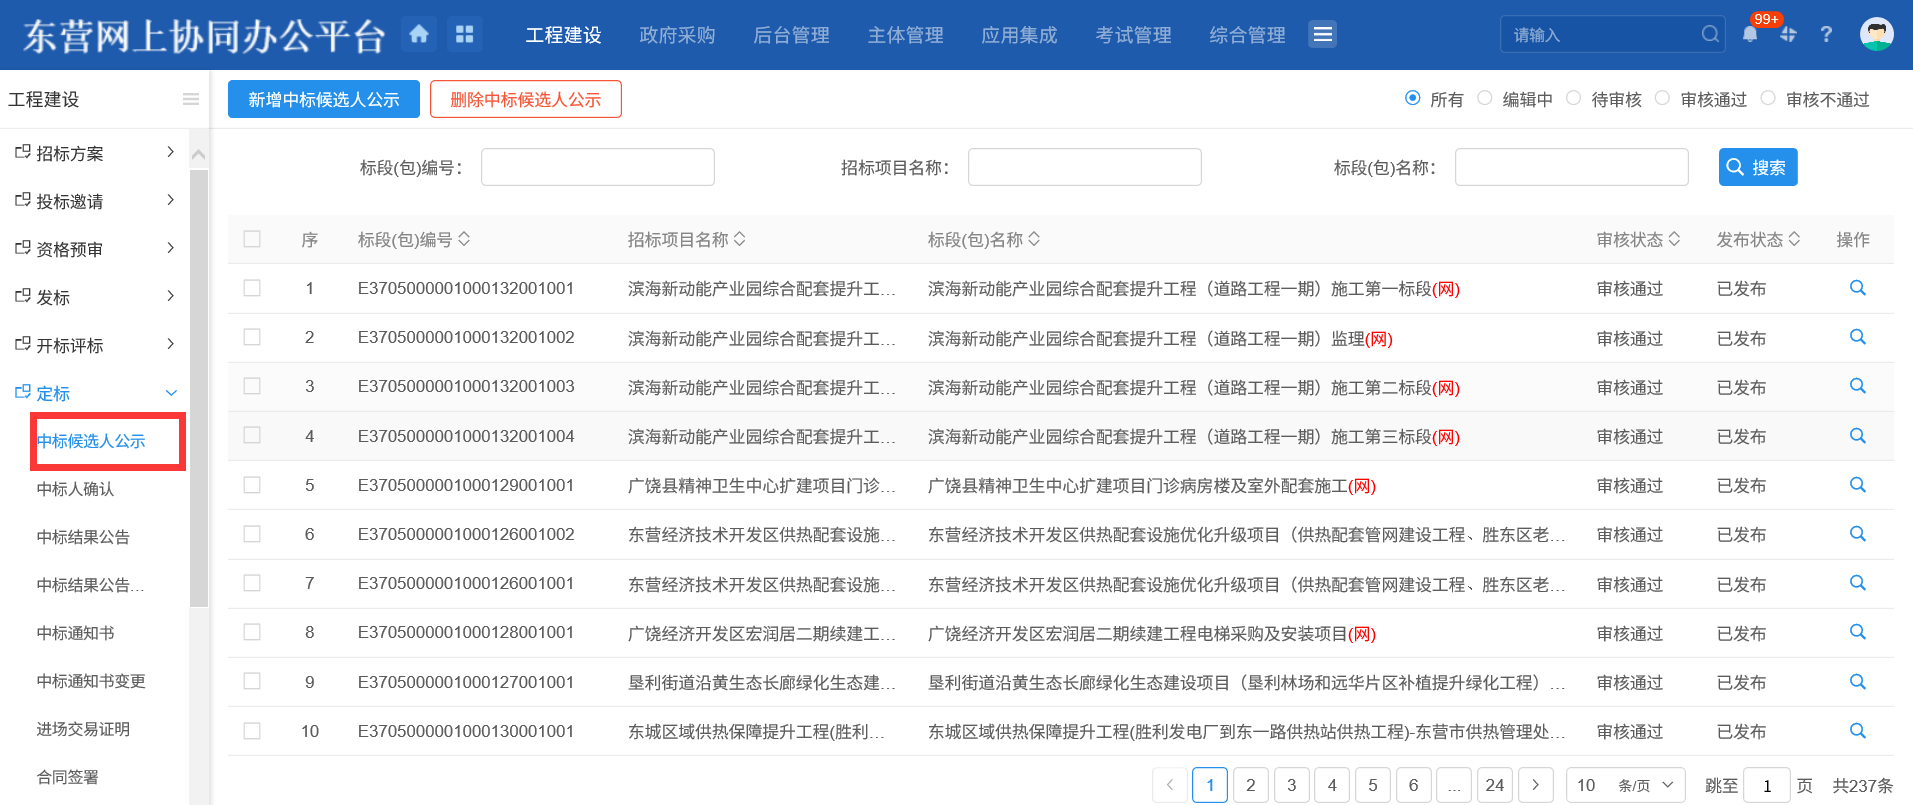 东营网上协同办公平台 工程建设 政府采购 后台管理 主体管理 应用集成 考试管理 综合管理 请输入 99+ ?
工程建设 新增中标候选人公示 删除中标候选人公示 所有 编辑中 待审核 审核通过 审核不通过
招标方案
投标邀请
资格预审
发标
开标评标
定标
中标候选人公示
中标人确认
中标结果公告
中标结果公告...
中标通知书
中标通知书变更
进场交易证明
合同签署
标段(包)编号： 招标项目名称： 标段(包)名称： 搜索
序 标段(包)编号 招标项目名称 标段(包)名称 审核状态 发布状态 操作
1 E3705000001000132001001 滨海新动能产业园综合配套提升工... 滨海新动能产业园综合配套提升工程（道路工程一期）施工第一标段(网) 审核通过 已发布
2 E3705000001000132001002 滨海新动能产业园综合配套提升工... 滨海新动能产业园综合配套提升工程（道路工程一期）监理(网) 审核通过 已发布
3 E3705000001000132001003 滨海新动能产业园综合配套提升工... 滨海新动能产业园综合配套提升工程（道路工程一期）施工第二标段(网) 审核通过 已发布
4 E3705000001000132001004 滨海新动能产业园综合配套提升工... 滨海新动能产业园综合配套提升工程（道路工程一期）施工第三标段(网) 审核通过 已发布
5 E3705000001000129001001 广饶县精神卫生中心扩建项目门诊... 广饶县精神卫生中心扩建项目门诊病房楼及室外配套施工(网) 审核通过 已发布
6 E3705000001000126001002 东营经济技术开发区供热配套设施... 东营经济技术开发区供热配套设施优化升级项目（供热配套管网建设工程、胜东区老... 审核通过 已发布
7 E3705000001000126001001 东营经济技术开发区供热配套设施... 东营经济技术开发区供热配套设施优化升级项目（供热配套管网建设工程、胜东区老... 审核通过 已发布
8 E3705000001000128001001 广饶经济开发区宏润居二期续建工... 广饶经济开发区宏润居二期续建工程电梯采购及安装项目(网) 审核通过 已发布
9 E3705000001000127001001 垦利街道沿黄生态长廊绿化生态建... 垦利街道沿黄生态长廊绿化生态建设项目（垦利林场和远华片区补植提升绿化工程）... 审核通过 已发布
10 E3705000001000130001001 东城区域供热保障提升工程(胜利... 东城区域供热保障提升工程(胜利发电厂到东一路供热站供热工程)-东营市供热管理处... 审核通过 已发布
1 2 3 4 5 6 ... 24 10 条/页 跳至 1 页 共237条